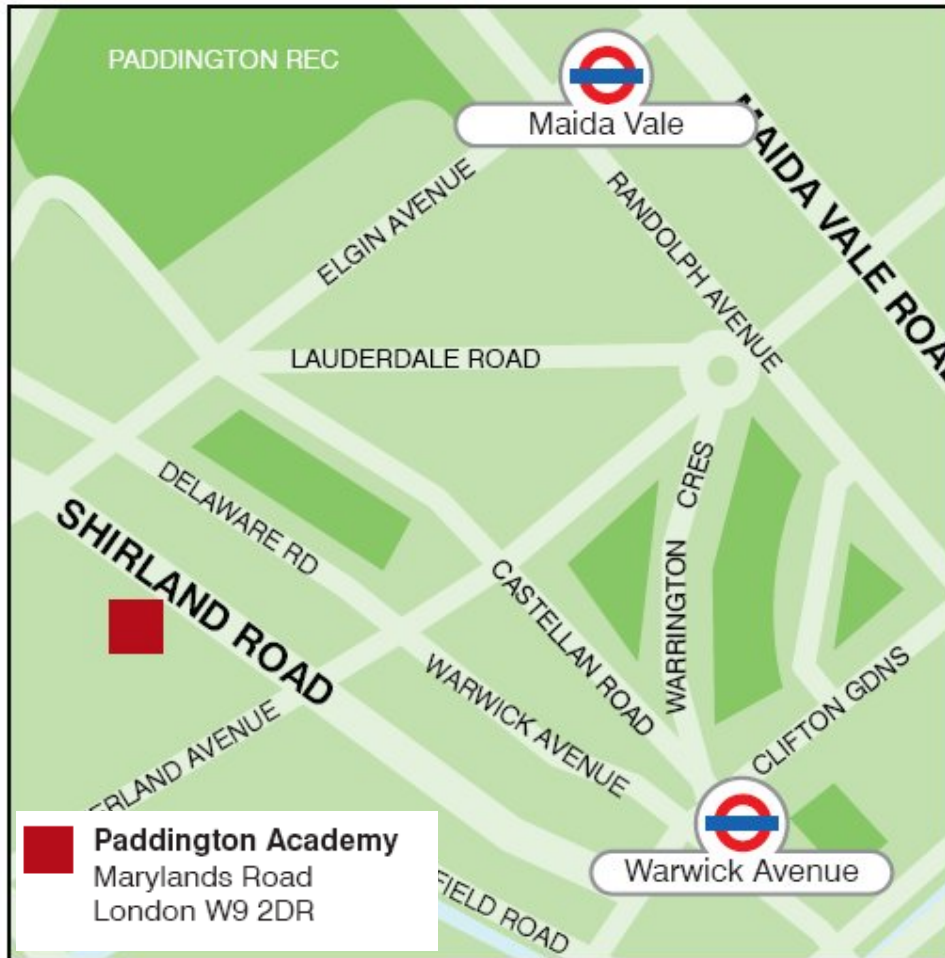 PADDINGTON REC
Maida Vale
MAIDA VALE ROAD
ELGIN AVENUE
RANDOLPH AVENUE
LAUDERDALE ROAD
DELAWARE RD
WARRINGTON CRES
SHIRLAND ROAD
CASTELLAN ROAD
WARWICK AVENUE
CLIFTON GDNS
ERLAND AVENUE
Warwick Avenue
FIELD ROAD
Paddington Academy
Marylands Road
London W9 2DR